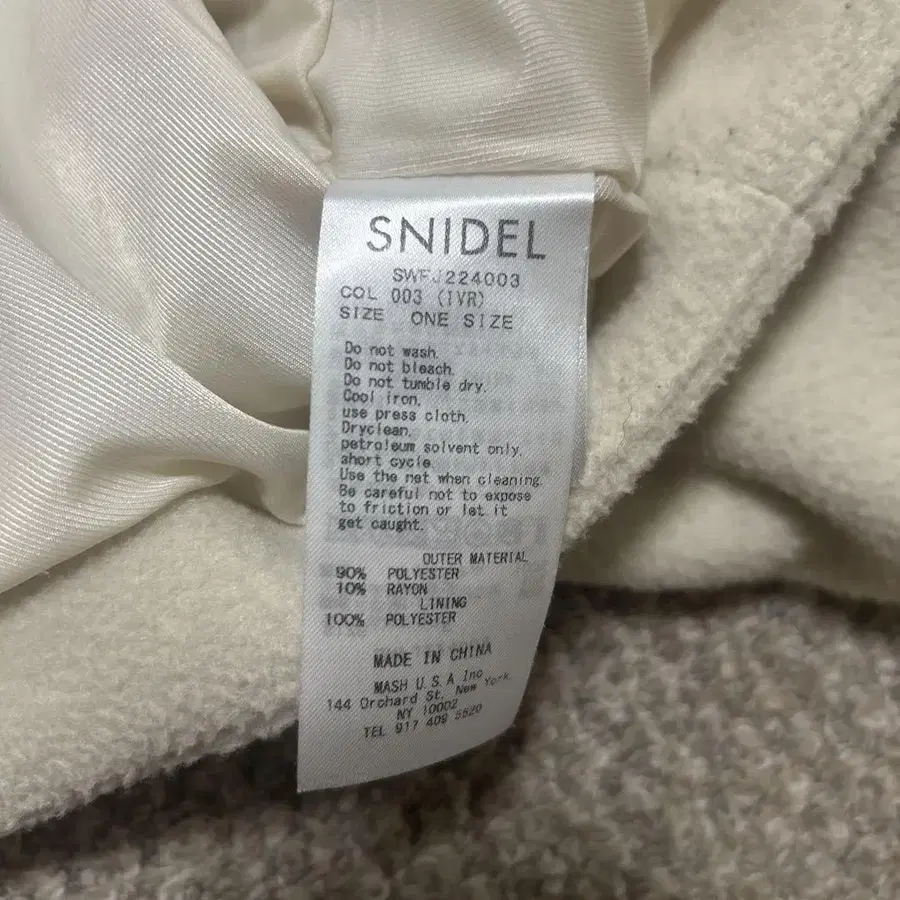 SNIDEL
SWFJ224003
COL 003 (IVR)
SIZE ONE SIZE
Do not wash.
Do not bleach.
Do not tumble dry.
Cool iron.
use press cloth.
Dryclean.
petroleum solvent only.
short cycle.
Use the net when cleaning.
Be careful not to expose
to friction or let it
get caught.
OUTER MATERIAL
90% POLYESTER
10% RAYON
LINING
100% POLYESTER
MADE IN CHINA
MASH U.S.A Inc
144 Orchard St. New York,
NY 10002
TEL 917 409 5520